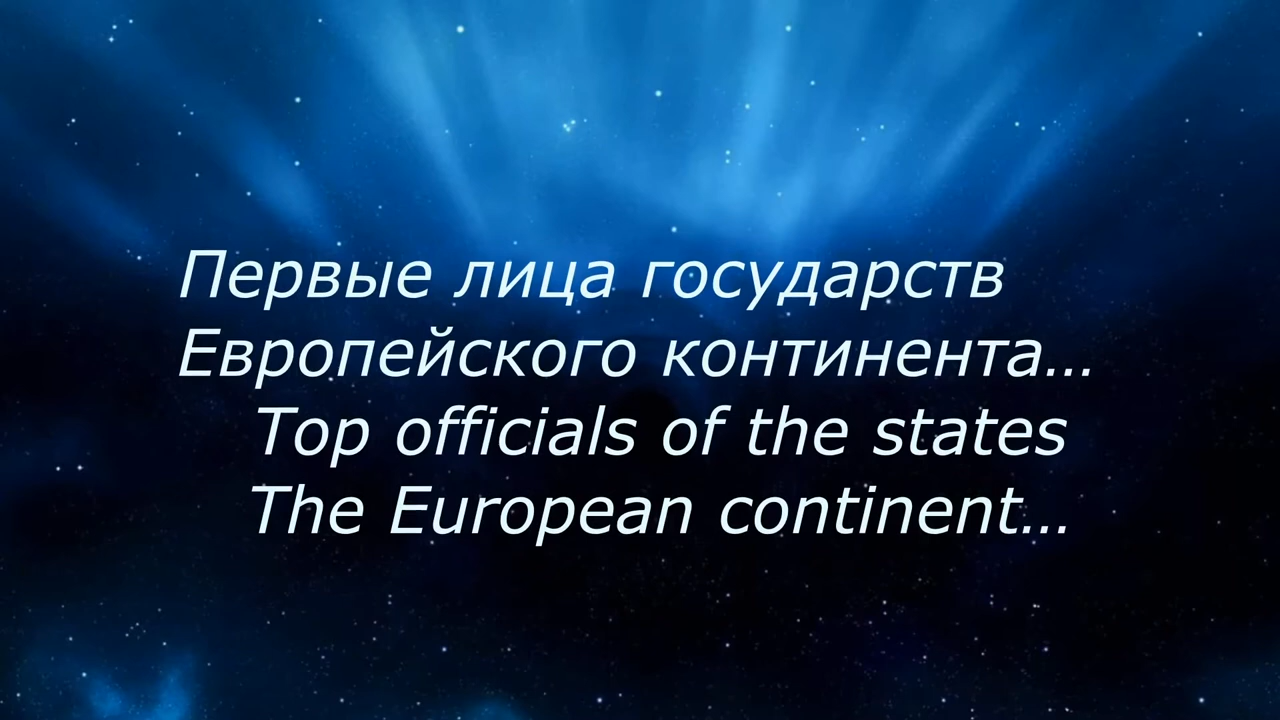 Первые лица государств
Европейского континента…
Top officials of the states
The European continent…